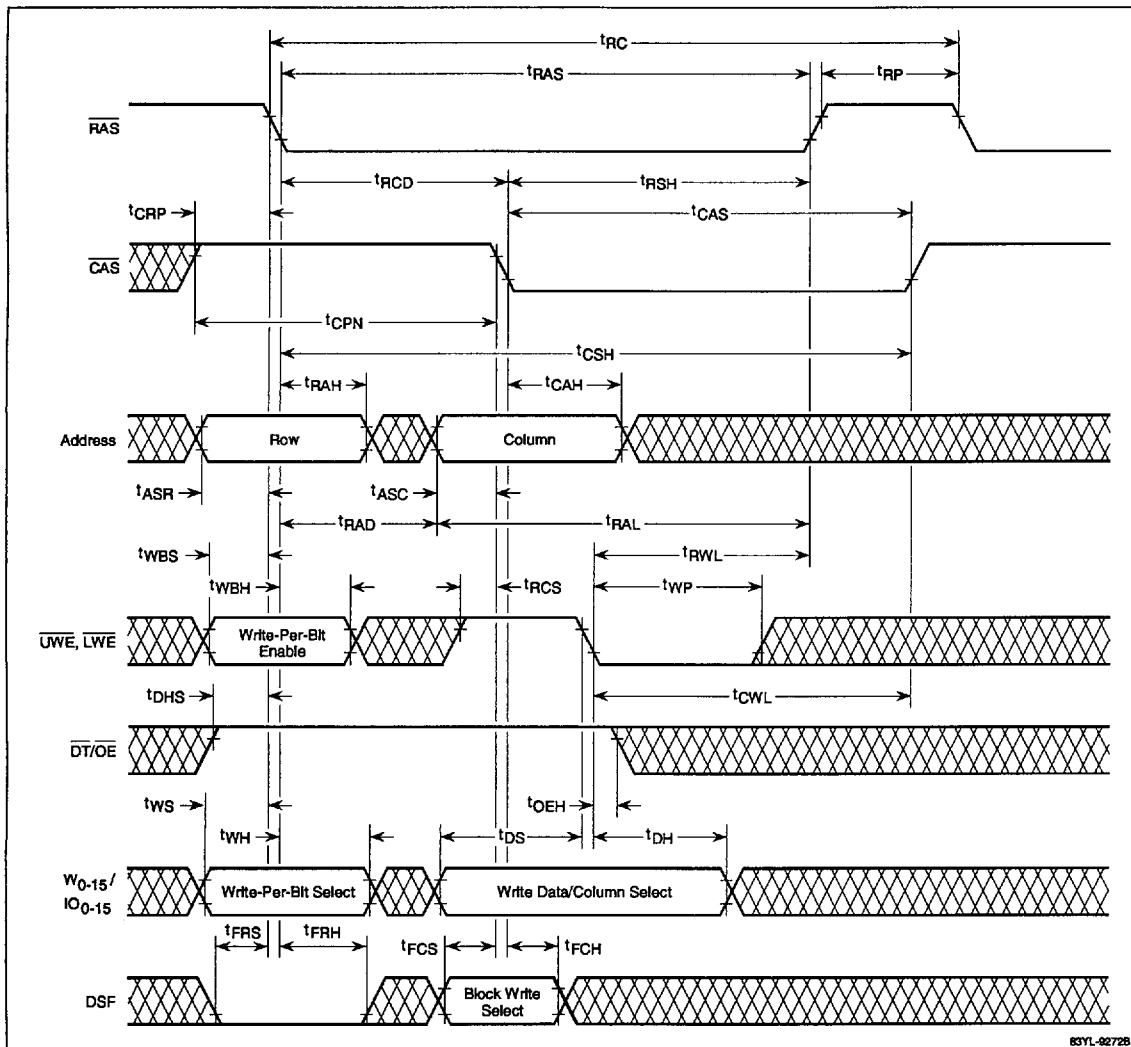 tRC
tRAS
tRP
RAS
tRCD
tRSH
tCRP
tCAS
CAS
tCPN
tCSH
tRAH
tCAH
Address
Row
Column
tASR
tASC
tRAD
tRAL
tWBS
tRWL
tWBH
tRCS
tWP
UWE, LWE
Write-Per-Bit
Enable
tDHS
tCWL
DT/OE
tWS
tOEH
tWH
tDS
tDH
W0-15 /
IO0-15
Write-Per-Bit Select
Write Data/Column Select
tFRS
tFRH
tFCS
tFCH
DSF
Block Write
Select
83YL-9272B